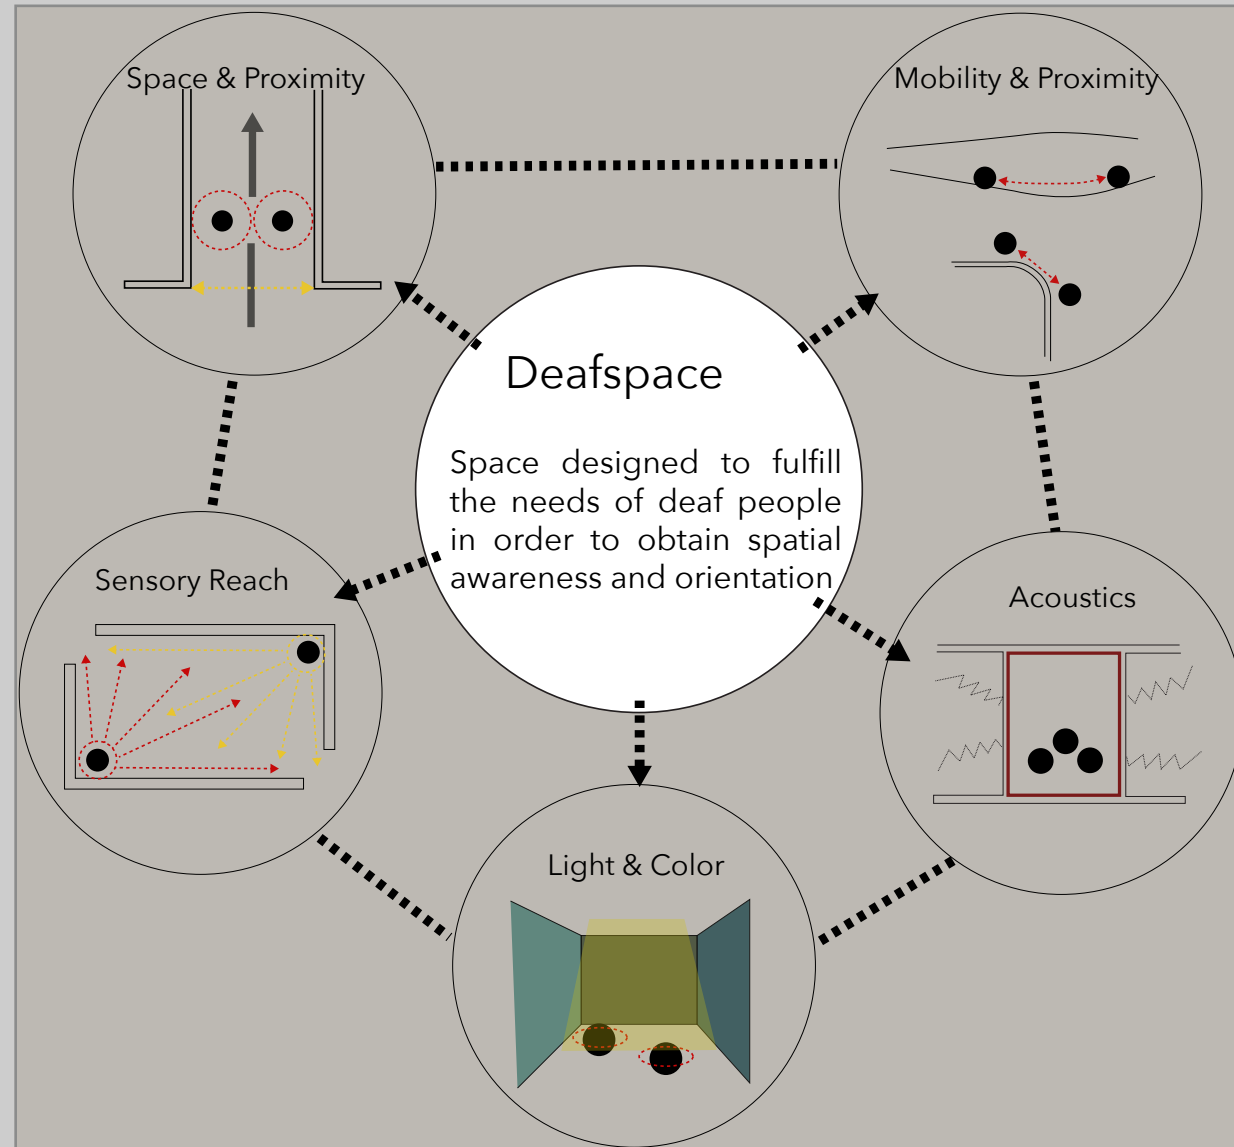 Space & Proximity
Mobility & Proximity
Deafspace
Space designed to fulfill
the needs of deaf people
in order to obtain spatial
awareness and orientation
Sensory Reach
Acoustics
Light & Color